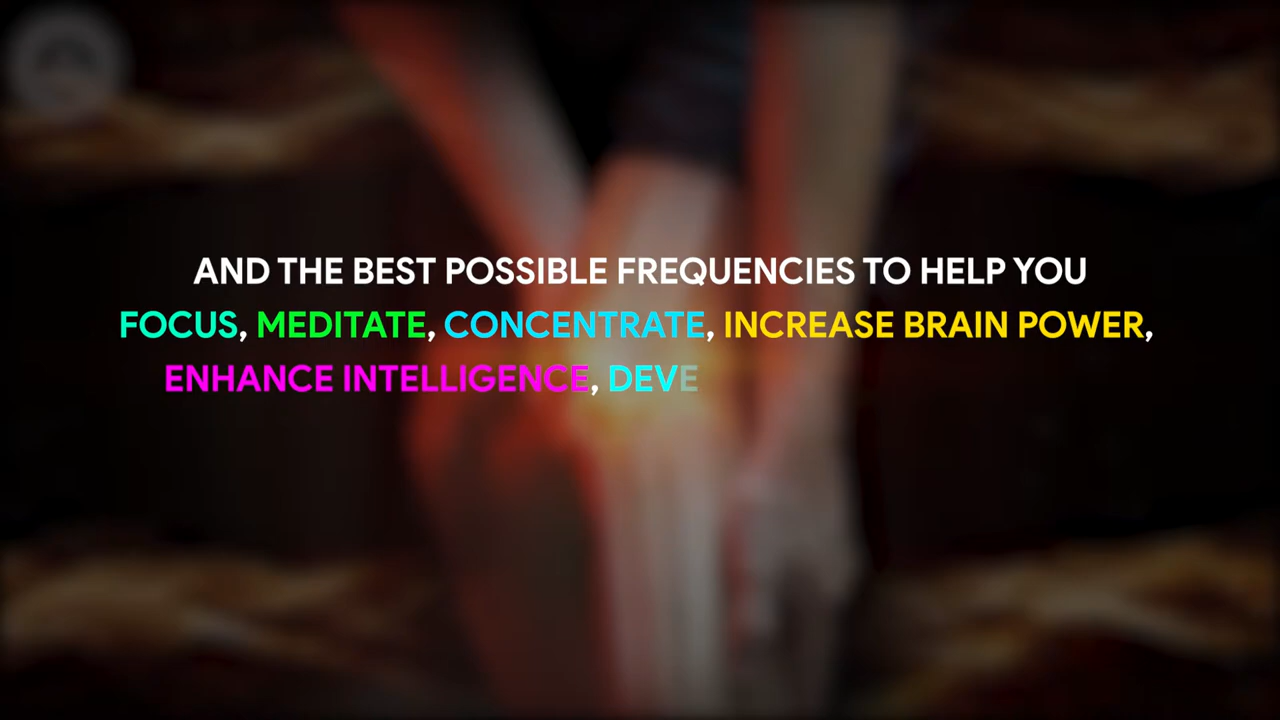 AND THE BEST POSSIBLE FREQUENCIES TO HELP YOU
FOCUS, MEDITATE, CONCENTRATE, INCREASE BRAIN POWER,
ENHANCE INTELLIGENCE, DEVE